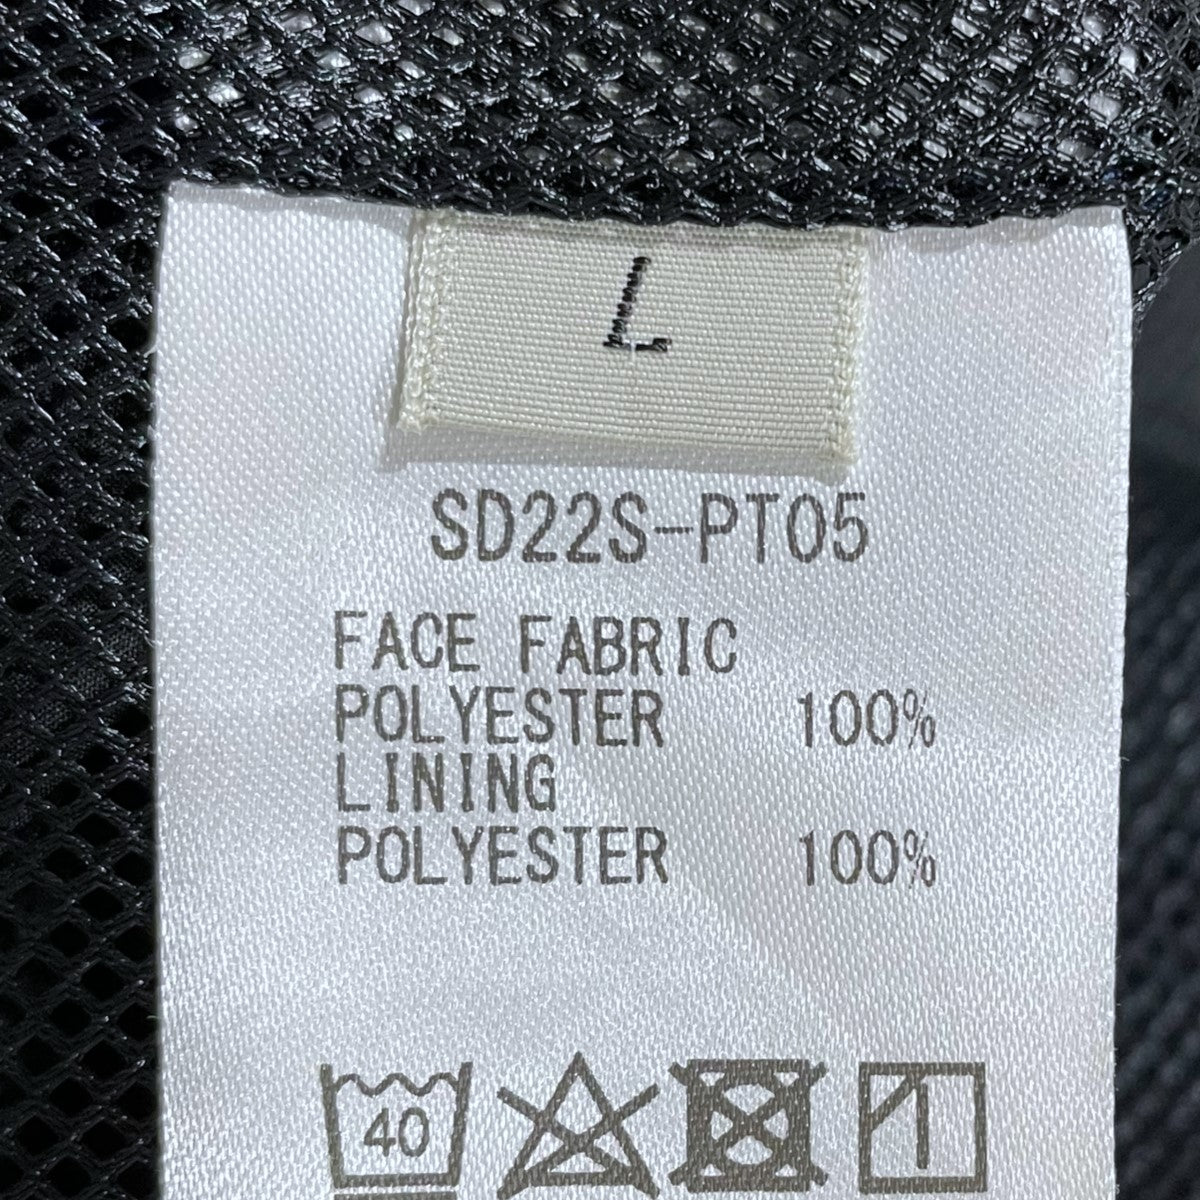 L
SD22S-PT05
FACE FABRIC
POLYESTER 100%
LINING
POLYESTER 100%
40